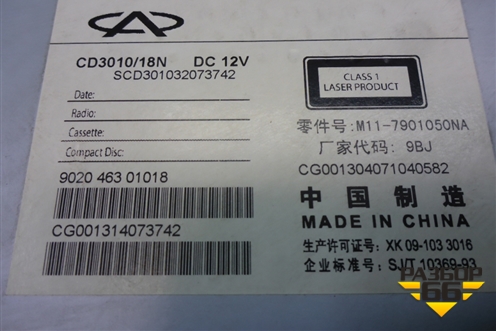 CD3010/18N DC 12V
SCD301032073742
Date:
Radio:
Cassette:
Compact Disc:
9020 463 01018
CG001314073742
CLASS 1
LASER PRODUCT
零件号: M11-7901050NA
厂家代码: 9BJ
CG001304071040582
中国制造
MADE IN CHINA
生产许可证号: XK 09-103 3016
企业标准号: SJ/T 10369-93
РАЗБОР
66